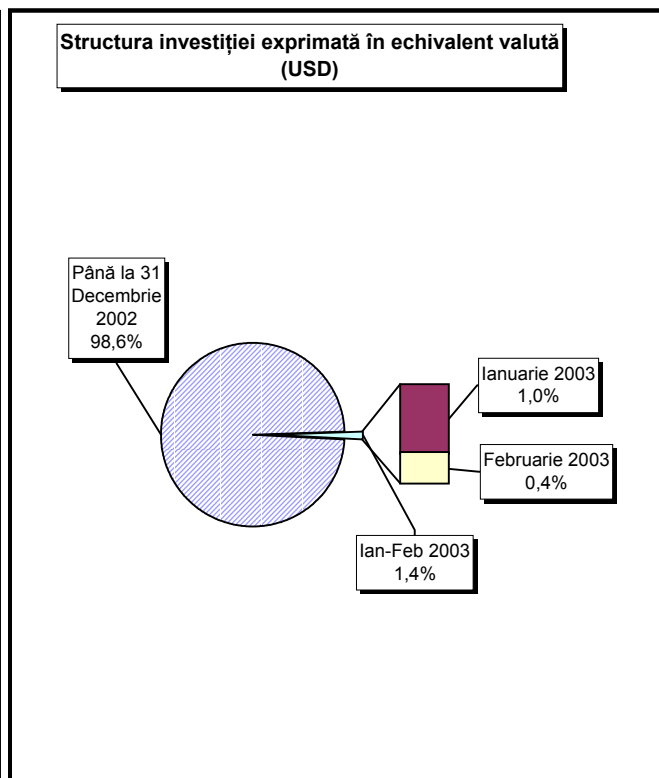 Structura investiției exprimată în echivalent valută
(USD)
Până la 31
Decembrie
2002
98,6%
Ianuarie 2003
1,0%
Februarie 2003
0,4%
Ian-Feb 2003
1,4%